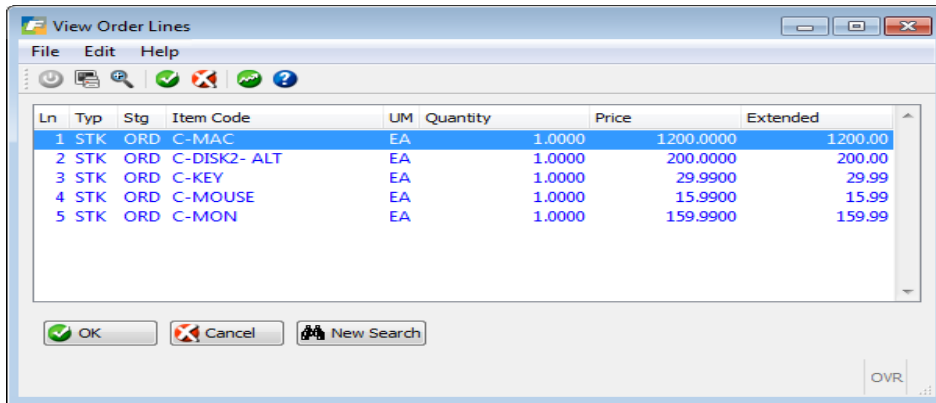 View Order Lines
File Edit Help
Ln Typ Stg Item Code UM Quantity Price Extended
1 STK ORD C-MAC EA 1.0000 1200.0000 1200.00
2 STK ORD C-DISK2- ALT EA 1.0000 200.0000 200.00
3 STK ORD C-KEY EA 1.0000 29.9900 29.99
4 STK ORD C-MOUSE EA 1.0000 15.9900 15.99
5 STK ORD C-MON EA 1.0000 159.9900 159.99
OK Cancel New Search
OVR